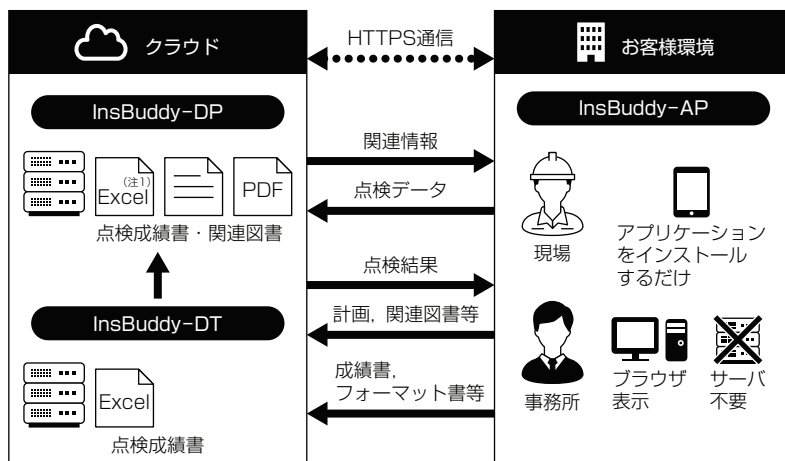 クラウド
HTTPS通信
お客様環境
InsBuddy-DP
InsBuddy-AP
関連情報
(注1)
Excel
PDF
点検データ
点検成績書・関連図書
現場
アプリケーション
をインストール
するだけ
点検結果
InsBuddy-DT
計画，関連図書等
Excel
成績書，
フォーマット書等
点検成績書
事務所
ブラウザ
表示
サーバ
不要